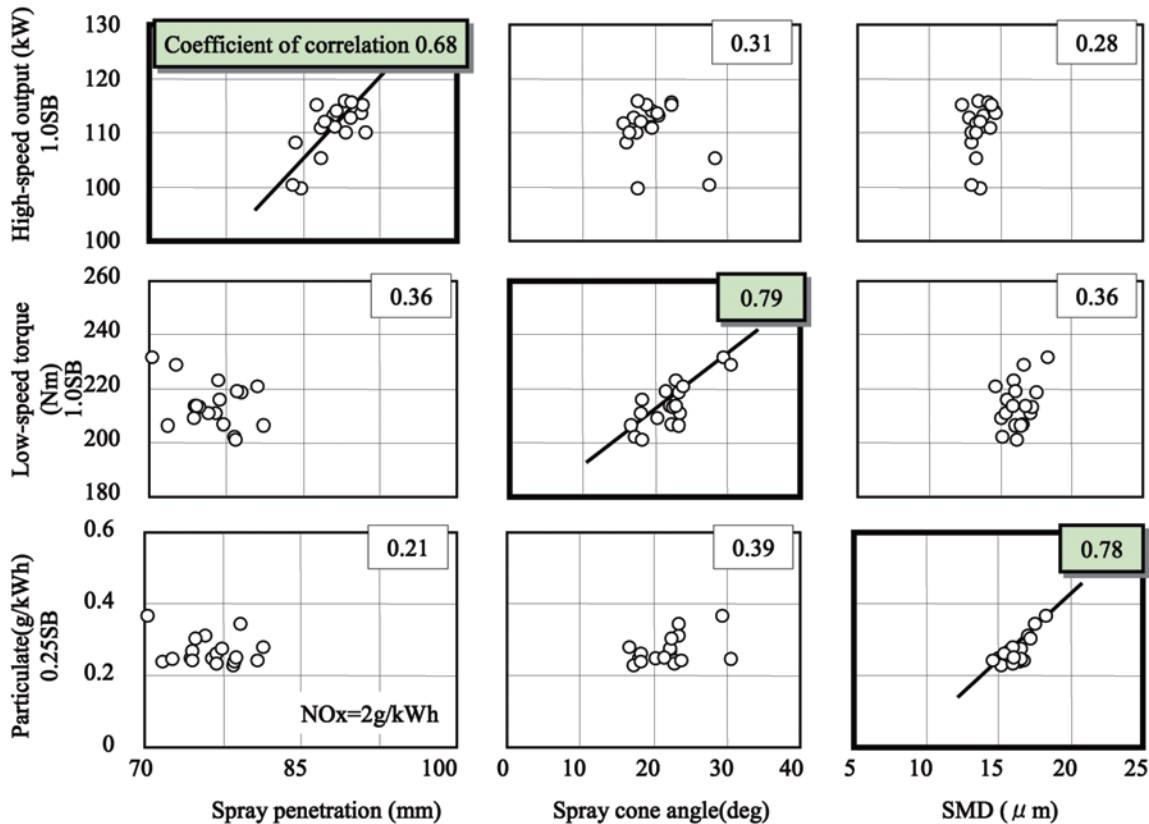 High-speed output (kW)
1.0SB
130
120
110
100
100
Coefficient of correlation 0.68
0.31
0.28
Low-speed torque
(Nm)
1.0SB
260
240
220
200
180
0.36
0.79
0.36
Particulate(g/kWh)
0.25SB
0.6
0.4
0.2
0
0.21
NOx=2g/kWh
0.39
0.78
70 85 100
0 10 20 30 40
5 10 15 20 25
Spray penetration (mm)
Spray cone angle(deg)
SMD ( μ m)